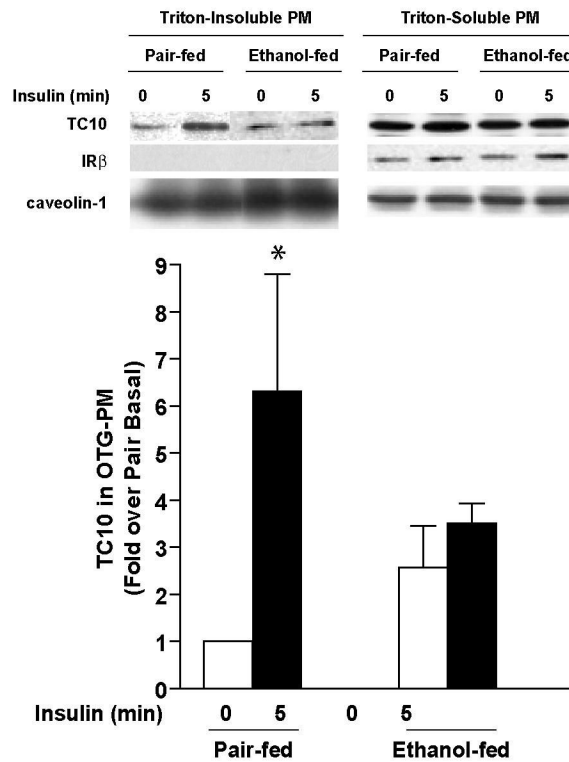 Triton-Insoluble PM Triton-Soluble PM
Pair-fed Ethanol-fed Pair-fed Ethanol-fed
Insulin (min) 0 5 0 5 0 5 0 5
TC10
IRβ
caveolin-1
*
9
8
7
6
5
4
3
2
1
0
TC10 in OTG-PM
(Fold over Pair Basal)
Insulin (min) 0 5 0 5
Pair-fed Ethanol-fed